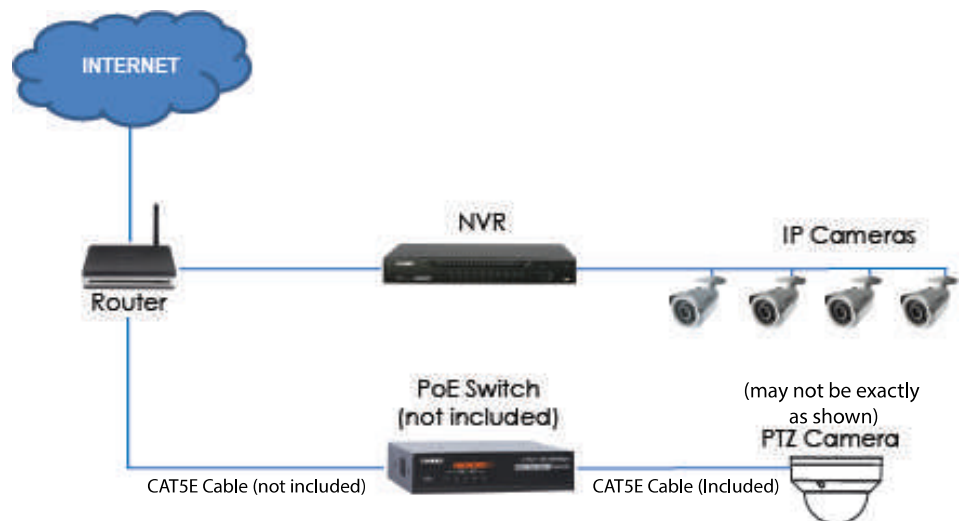 INTERNET
NVR
IP Cameras
Router
PoE Switch
(not included)
(may not be exactly
as shown)
PTZ Camera
CAT5E Cable (not included)
CAT5E Cable (Included)